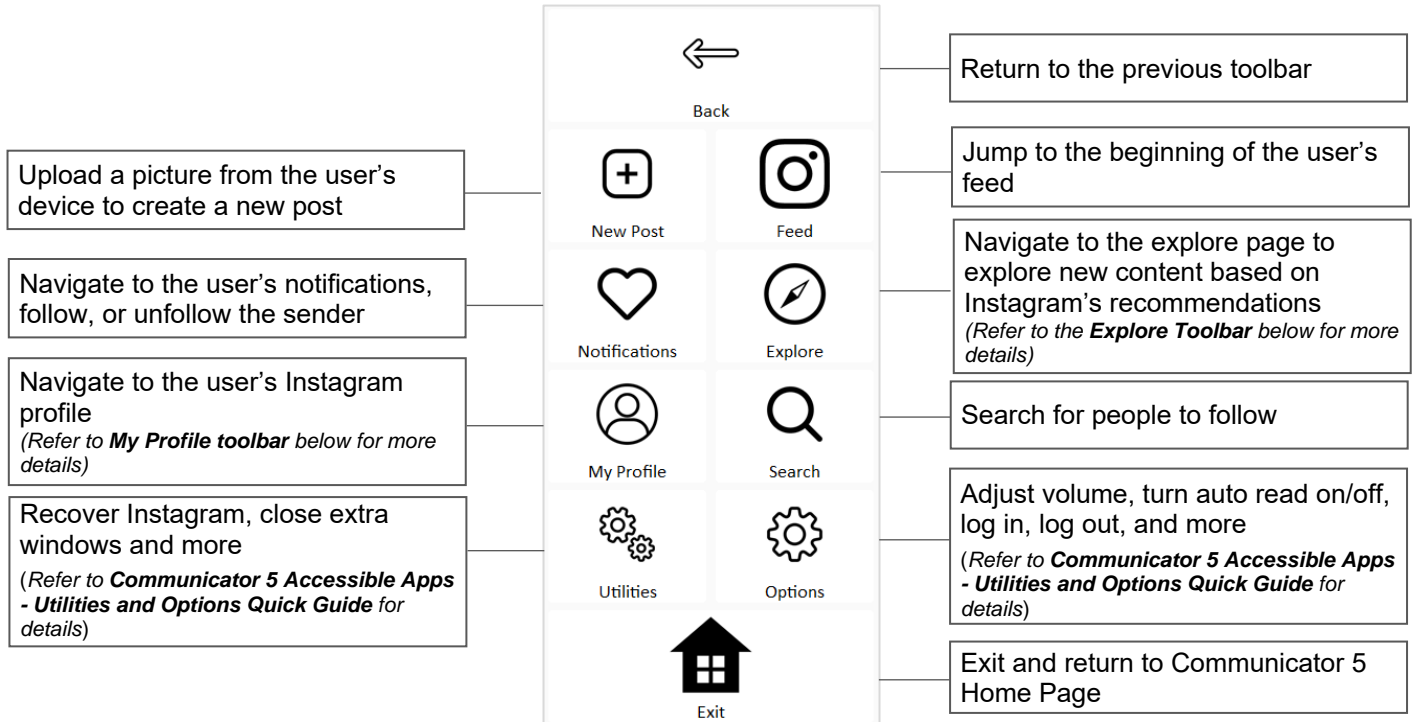 Back
Return to the previous toolbar
Upload a picture from the user's
device to create a new post
New Post
Feed
Jump to the beginning of the user's
feed
Navigate to the user's notifications,
follow, or unfollow the sender
Notifications
Explore
Navigate to the explore page to
explore new content based on
Instagram's recommendations
(Refer to the Explore Toolbar below for more
details)
Navigate to the user's Instagram
profile
(Refer to My Profile toolbar below for more
details)
My Profile
Search
Search for people to follow
Recover Instagram, close extra
windows and more
(Refer to Communicator 5 Accessible Apps
- Utilities and Options Quick Guide for
details)
Utilities
Options
Adjust volume, turn auto read on/off,
log in, log out, and more
(Refer to Communicator 5 Accessible Apps
- Utilities and Options Quick Guide for
details)
Exit
Exit and return to Communicator 5
Home Page